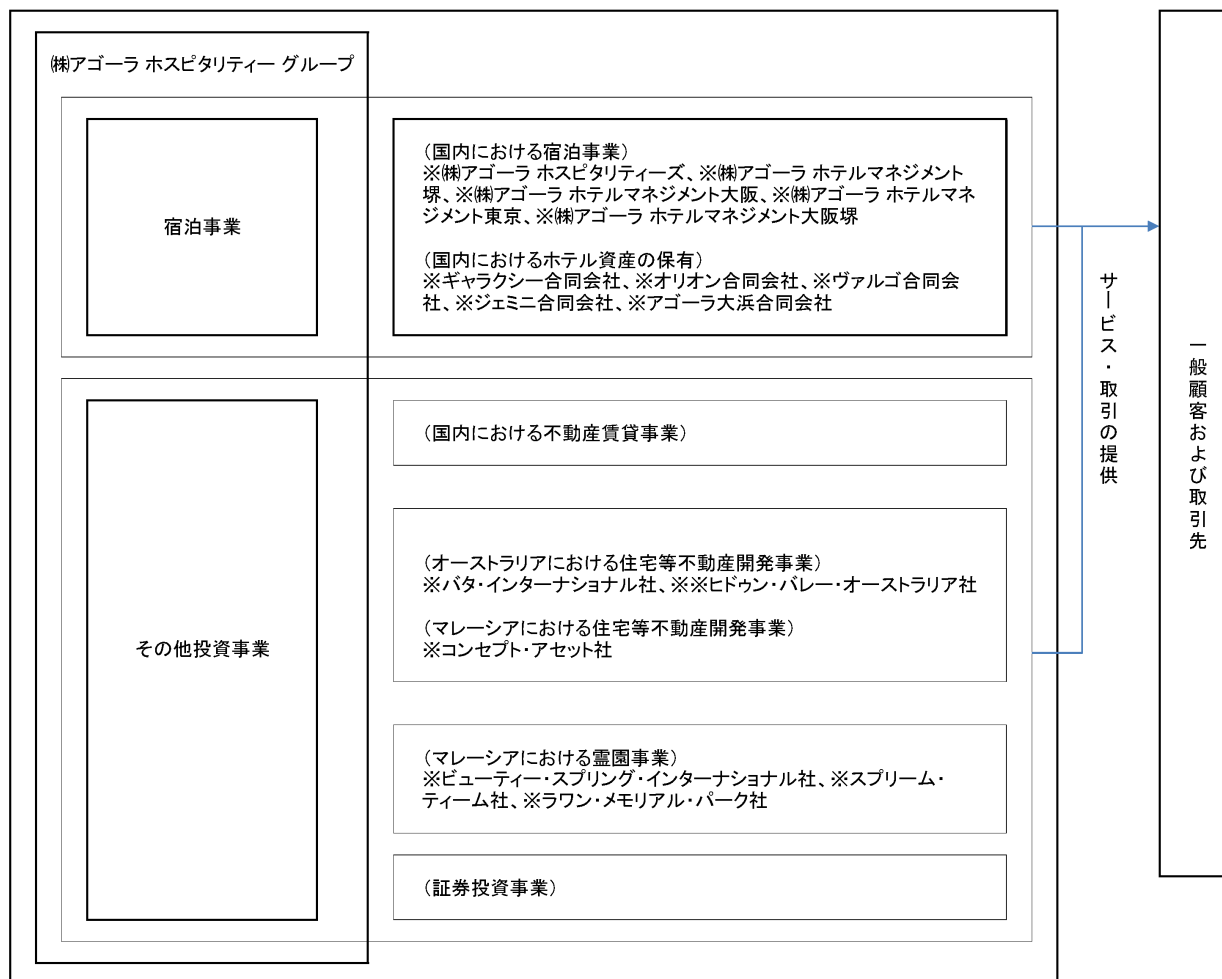 ㈱アゴーラ ホスピタリティー グループ
宿泊事業
(国内における宿泊事業)
※㈱アゴーラ ホスピタリティーズ、※㈱アゴーラ ホテルマネジメント
堺、※㈱アゴーラ ホテルマネジメント大阪、※㈱アゴーラ ホテルマネ
ジメント東京、※㈱アゴーラ ホテルマネジメント大阪堺
(国内におけるホテル資産の保有)
※ギャラクシー合同会社、※オリオン合同会社、※ヴァルゴ合同会
社、※ジェミニ合同会社、※アゴーラ大浜合同会社
その他投資事業
(国内における不動産賃貸事業)
(オーストラリアにおける住宅等不動産開発事業)
※バタ・インターナショナル社、※※ヒドゥン・バレー・オーストラリア社
(マレーシアにおける住宅等不動産開発事業)
※コンセプト・アセット社
(マレーシアにおける霊園事業)
※ビューティー・スプリング・インターナショナル社、※スプリーム・
ティーム社、※ラワン・メモリアル・パーク社
(証券投資事業)
サービス・取引の提供
一般顧客および取引先